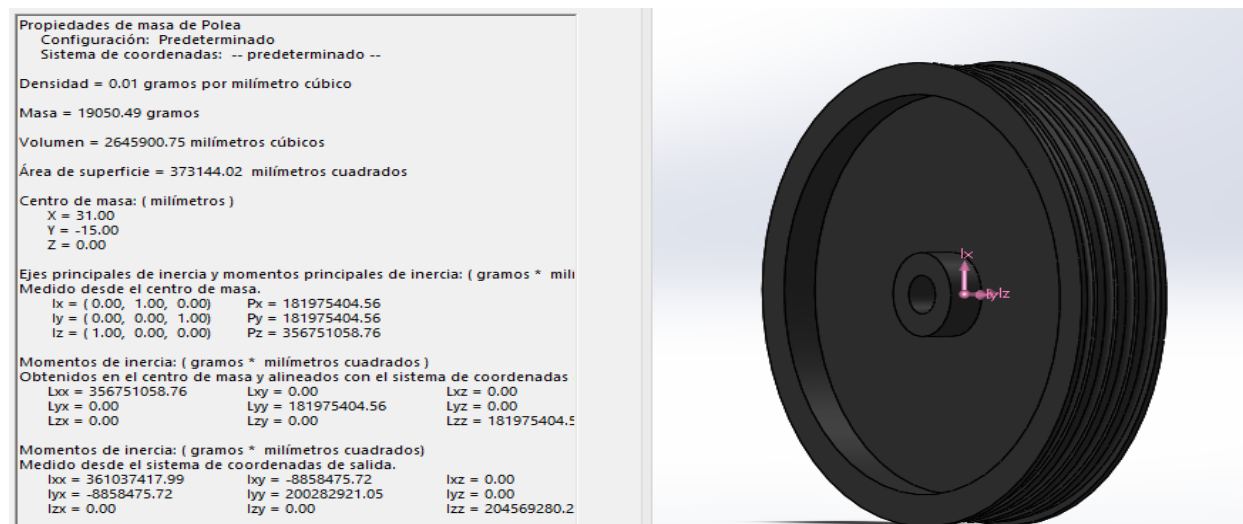 Propiedades de masa de Polea
Configuración: Predeterminado
Sistema de coordenadas: -- predeterminado --
Densidad = 0.01 gramos por milímetro cúbico
Masa = 19050.49 gramos
Volumen = 2645900.75 milímetros cúbicos
Área de superficie = 373144.02 milímetros cuadrados
Centro de masa: ( milímetros )
X = 31.00
Y = -15.00
Z = 0.00
Ejes principales de inercia y momentos principales de inercia: ( gramos * mili
Medido desde el centro de masa.
Ix = ( 0.00, 1.00, 0.00) Px = 181975404.56
Iy = ( 0.00, 0.00, 1.00) Py = 181975404.56
Iz = ( 1.00, 0.00, 0.00) Pz = 356751058.76
Momentos de inercia: ( gramos * milímetros cuadrados )
Obtenidos en el centro de masa y alineados con el sistema de coordenadas
Lxx = 356751058.76 Lxy = 0.00 Lxz = 0.00
Lyx = 0.00 Lyy = 181975404.56 Lyz = 0.00
Lzx = 0.00 Lzy = 0.00 Lzz = 181975404.5
Momentos de inercia: ( gramos * milímetros cuadrados)
Medido desde el sistema de coordenadas de salida.
Ixx = 361037417.99 Ixy = -8858475.72 Ixz = 0.00
Iyx = -8858475.72 Iyy = 200282921.05 Iyz = 0.00
Izx = 0.00 Izy = 0.00 Izz = 204569280.2
Ix
Iy Iz